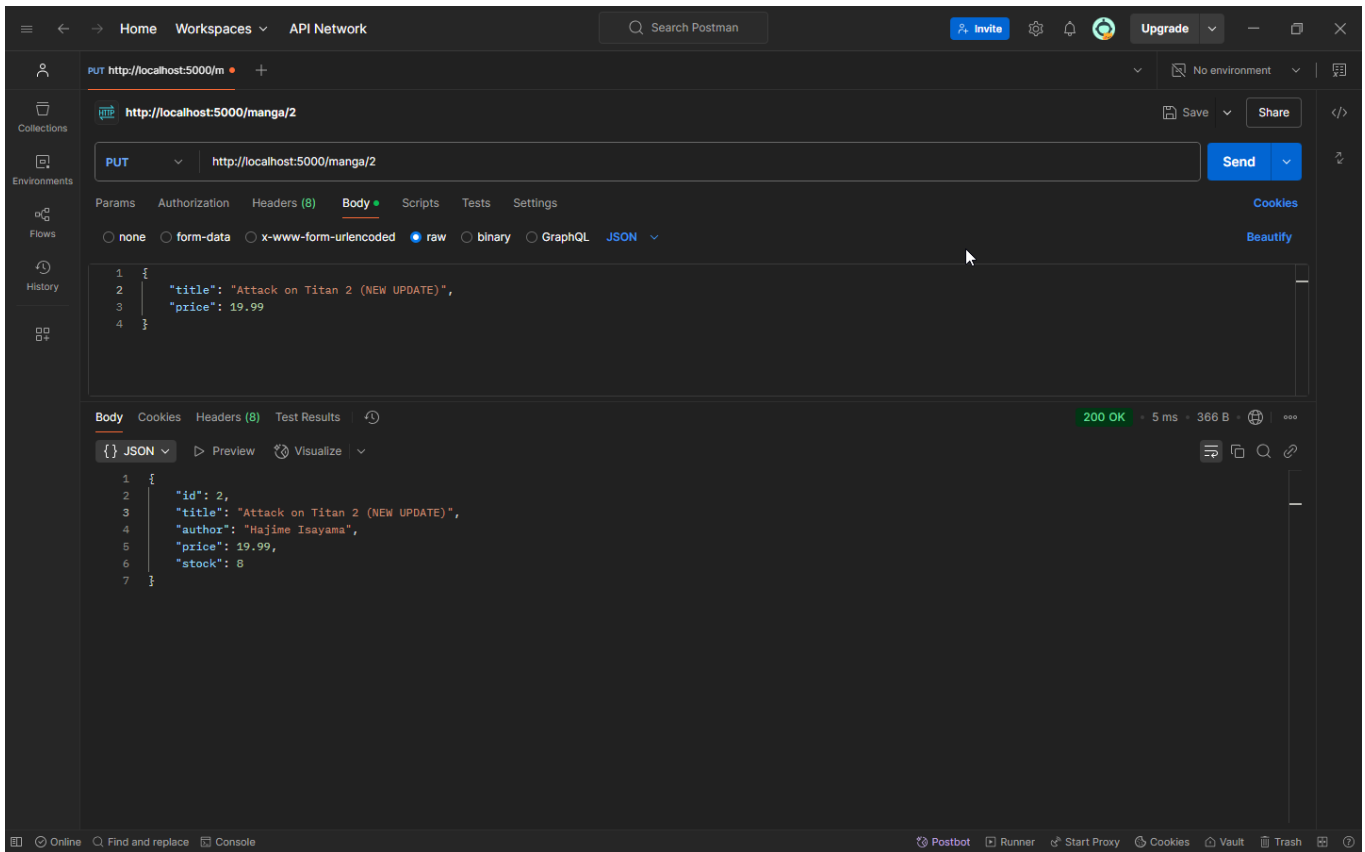 Home Workspaces API Network Search Postman Invite Upgrade
PUT http://localhost:5000/m No environment
HTTP http://localhost:5000/manga/2 Save Share
Collections
PUT http://localhost:5000/manga/2 Send
Environments
Params Authorization Headers (8) Body Scripts Tests Settings Cookies
Flows
none form-data x-www-form-urlencoded raw binary GraphQL JSON Beautify
History
1 {
2 "title": "Attack on Titan 2 (NEW UPDATE)",
3 "price": 19.99
4 }
Body Cookies Headers (8) Test Results 200 OK 5 ms 366 B
{} JSON Preview Visualize
1 {
2 "id": 2,
3 "title": "Attack on Titan 2 (NEW UPDATE)",
4 "author": "Hajime Isayama",
5 "price": 19.99,
6 "stock": 8
7 }
Online Find and replace Console Postbot Runner Start Proxy Cookies Vault Trash